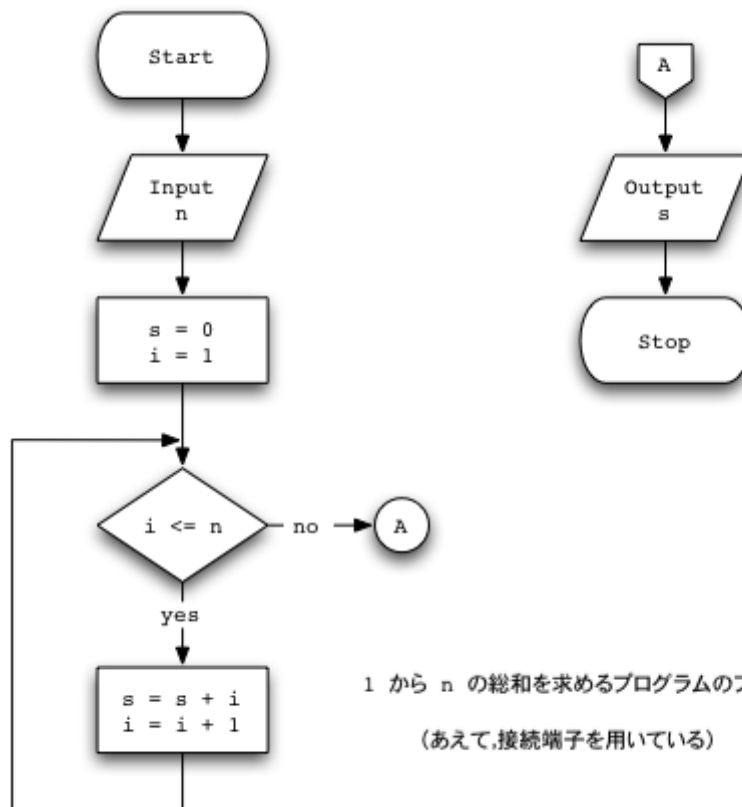 Start
Input
n
s = 0
i = 1
i <= n
no
A
yes
s = s + i
i = i + 1
A
Output
s
Stop
1 から n の総和を求めるプログラムのフ
(あえて,接続端子を用いている)